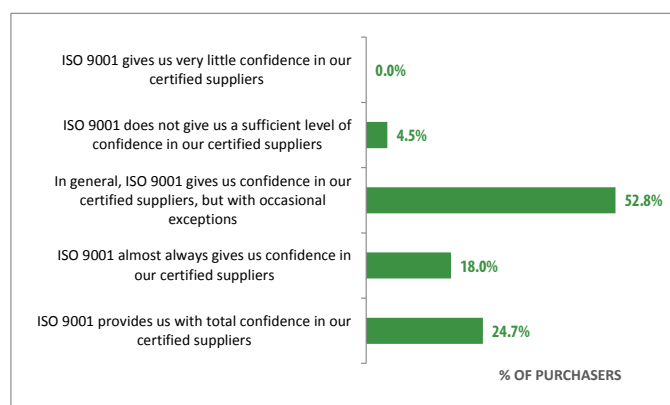 ISO 9001 gives us very little confidence in our
certified suppliers
0.0%
ISO 9001 does not give us a sufficient level of
confidence in our certified suppliers
4.5%
In general, ISO 9001 gives us confidence in our
certified suppliers, but with occasional
exceptions
52.8%
ISO 9001 almost always gives us confidence in
our certified suppliers
18.0%
ISO 9001 provides us with total confidence in our
certified suppliers
24.7%
% OF PURCHASERS